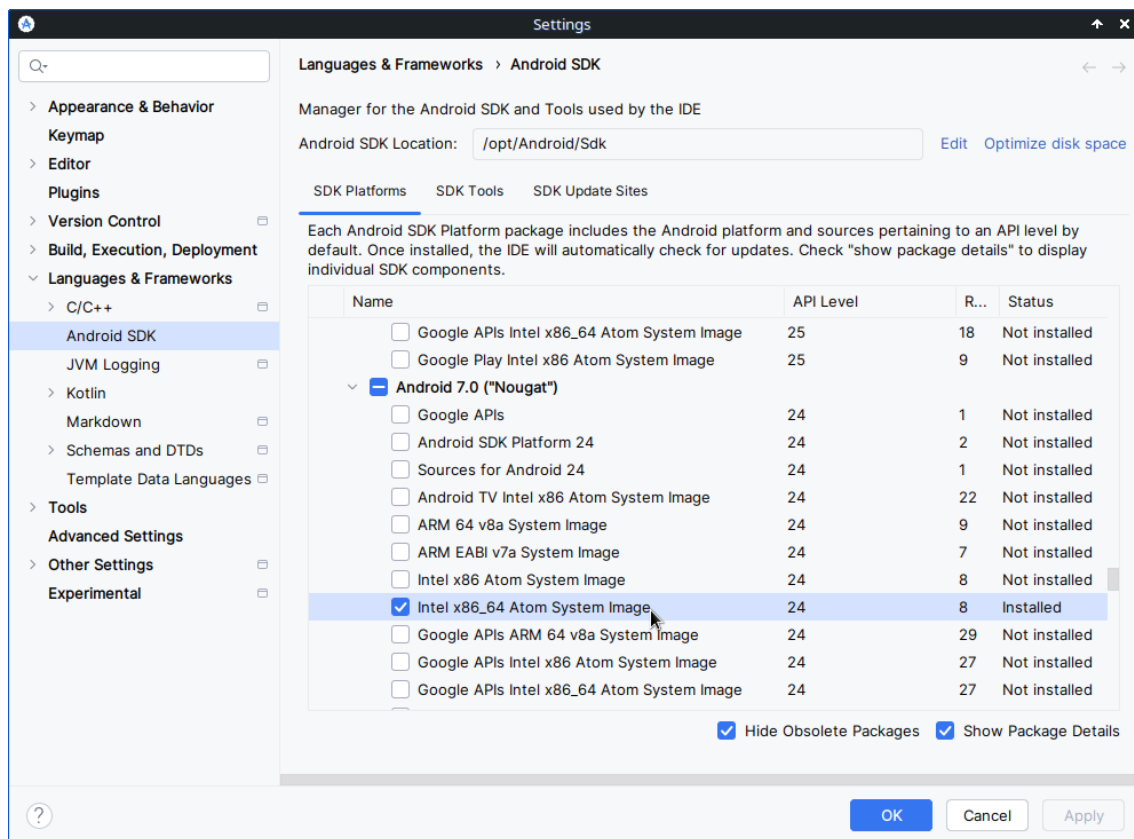 Settings
Languages & Frameworks › Android SDK
Appearance & Behavior
Keymap
Editor
Plugins
Version Control
Build, Execution, Deployment
Languages & Frameworks
C/C++
Android SDK
JVM Logging
Kotlin
Markdown
Schemas and DTDs
Template Data Languages
Tools
Advanced Settings
Other Settings
Experimental
Manager for the Android SDK and Tools used by the IDE
Android SDK Location: /opt/Android/Sdk Edit Optimize disk space
SDK Platforms SDK Tools SDK Update Sites
Each Android SDK Platform package includes the Android platform and sources pertaining to an API level by
default. Once installed, the IDE will automatically check for updates. Check "show package details" to display
individual SDK components.
Name API Level R... Status
Google APIs Intel x86_64 Atom System Image 25 18 Not installed
Google Play Intel x86 Atom System Image 25 9 Not installed
Android 7.0 ("Nougat")
Google APIs 24 1 Not installed
Android SDK Platform 24 24 2 Not installed
Sources for Android 24 24 1 Not installed
Android TV Intel x86 Atom System Image 24 22 Not installed
ARM 64 v8a System Image 24 9 Not installed
ARM EABI v7a System Image 24 7 Not installed
Intel x86 Atom System Image 24 8 Not installed
Intel x86_64 Atom System Image 24 8 Installed
Google APIs ARM 64 v8a System Image 24 29 Not installed
Google APIs Intel x86 Atom System Image 24 27 Not installed
Google APIs Intel x86_64 Atom System Image 24 27 Not installed
Hide Obsolete Packages Show Package Details
? OK Cancel Apply